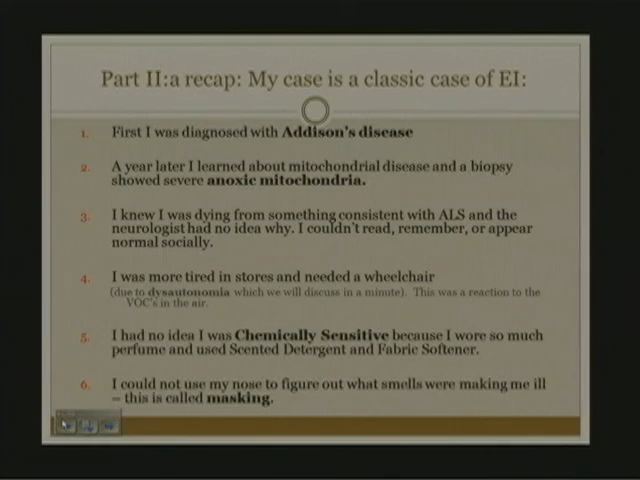 Part II:a recap: My case is a classic case of EI:
1. First I was diagnosed with Addison's disease
2. A year later I learned about mitochondrial disease and a biopsy
showed severe anoxic mitochondria.
3. I knew I was dying from something consistent with ALS and the
neurologist had no idea why. I couldn't read, remember, or appear
normal socially.
4. I was more tired in stores and needed a wheelchair
(due to dysautonomia which we will discuss in a minute). This was a reaction to the
VOC's in the air.
5. I had no idea I was Chemically Sensitive because I wore so much
perfume and used Scented Detergent and Fabric Softener.
6. I could not use my nose to figure out what smells were making me ill
– this is called masking.